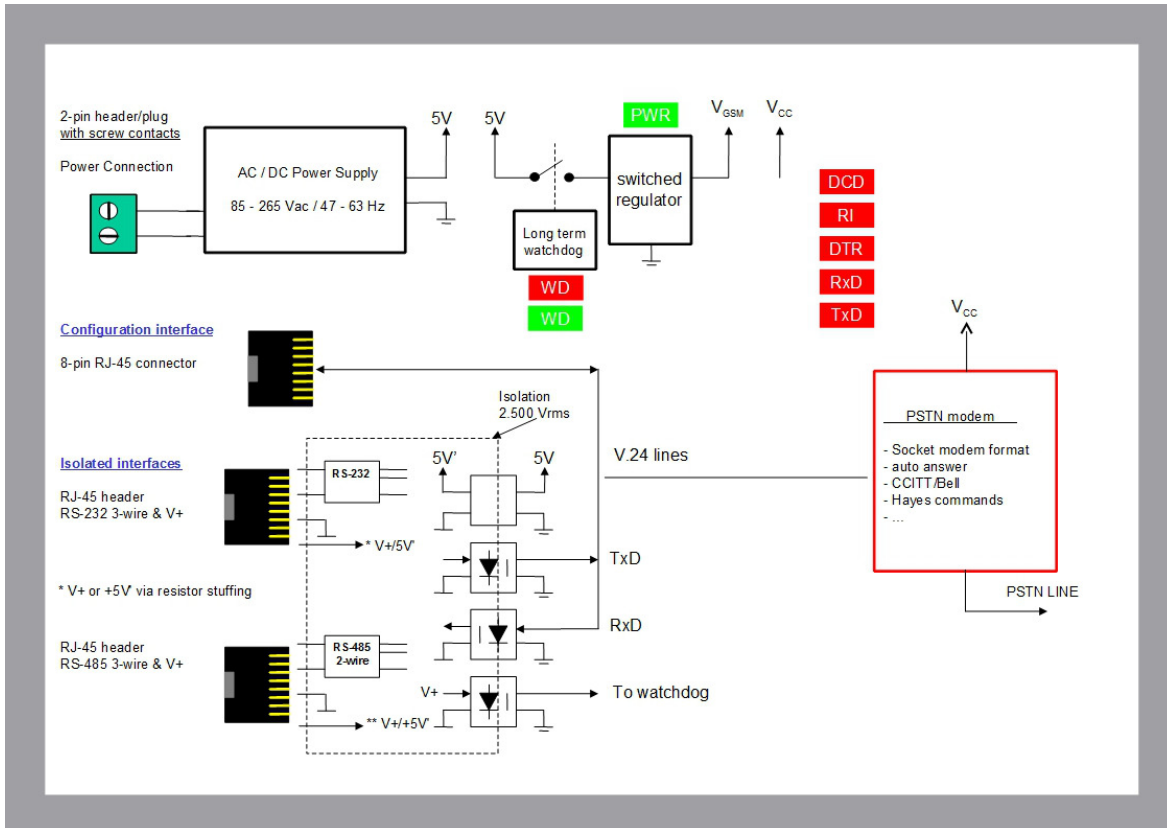 2-pin header/plug
with screw contacts
Power Connection
AC / DC Power Supply
85 - 265 Vac / 47 - 63 Hz
5V
5V
PWR
switched
regulator
Long term
watchdog
WD
WD
VGSM
VCC
DCD
RI
DTR
RxD
TxD
Configuration interface
8-pin RJ-45 connector
Isolation
2.500 Vrms
Isolated interfaces
RJ-45 header
RS-232 3-wire & V+
RS-232
* V+/5V'
5V'
5V
V.24 lines
TxD
* V+ or +5V' via resistor stuffing
RxD
RJ-45 header
RS-485 3-wire & V+
RS-485
2-wire
** V+/+5V'
V+
To watchdog
VCC
PSTN modem
- Socket modem format
- auto answer
- CCITT/Bell
- Hayes commands
- ...
PSTN LINE